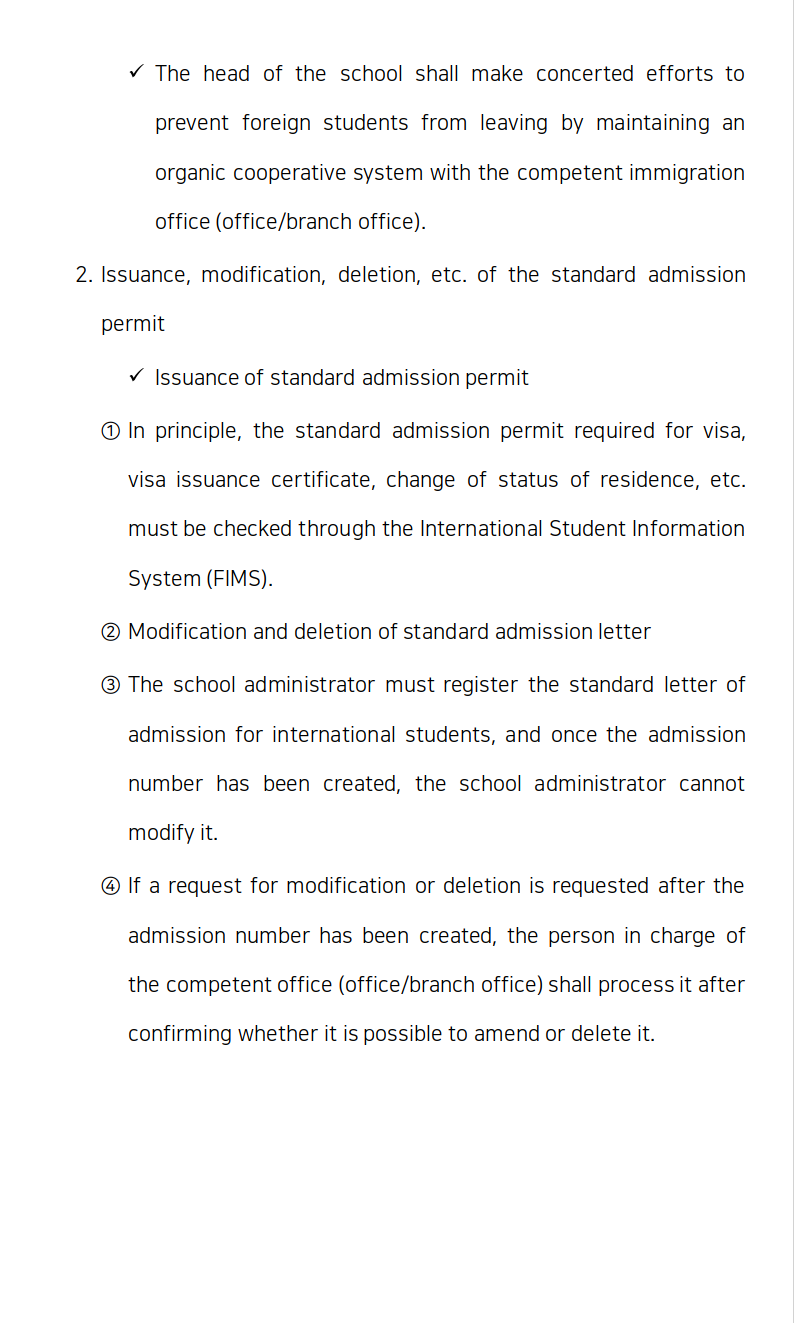 ✓ The head of the school shall make concerted efforts to
prevent foreign students from leaving by maintaining an
organic cooperative system with the competent immigration
office (office/branch office).
2. Issuance, modification, deletion, etc. of the standard admission
permit
✓ Issuance of standard admission permit
① In principle, the standard admission permit required for visa,
visa issuance certificate, change of status of residence, etc.
must be checked through the International Student Information
System (FIMS).
② Modification and deletion of standard admission letter
③ The school administrator must register the standard letter of
admission for international students, and once the admission
number has been created, the school administrator cannot
modify it.
④ If a request for modification or deletion is requested after the
admission number has been created, the person in charge of
the competent office (office/branch office) shall process it after
confirming whether it is possible to amend or delete it.